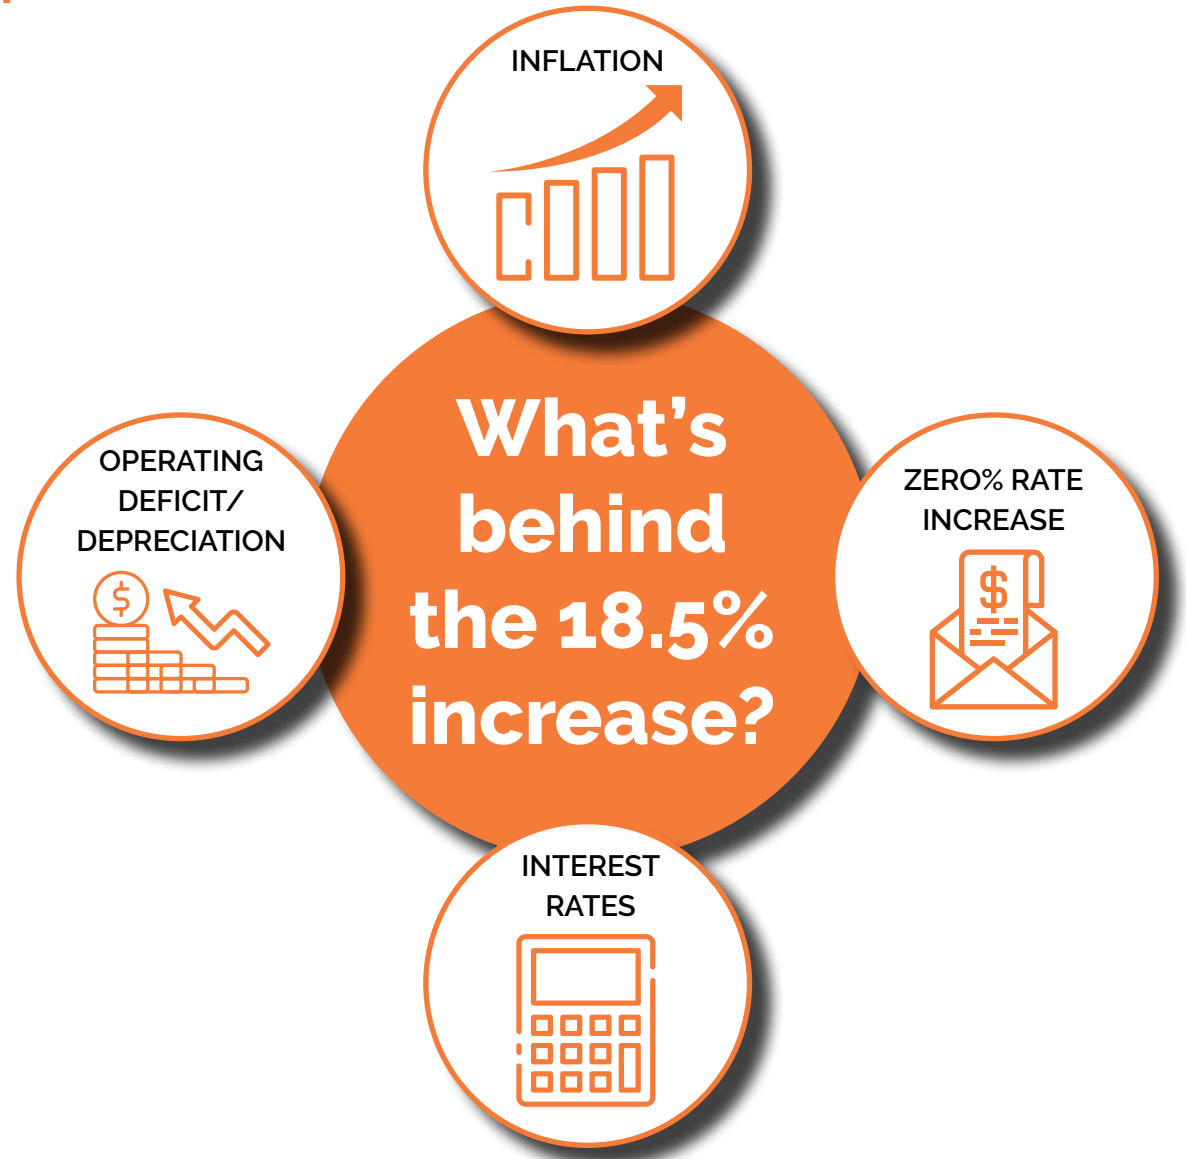 INFLATION
What's
behind
the 18.5%
increase?
OPERATING
DEFICIT/
DEPRECIATION
$
ZERO% RATE
INCREASE
$
INTEREST
RATES